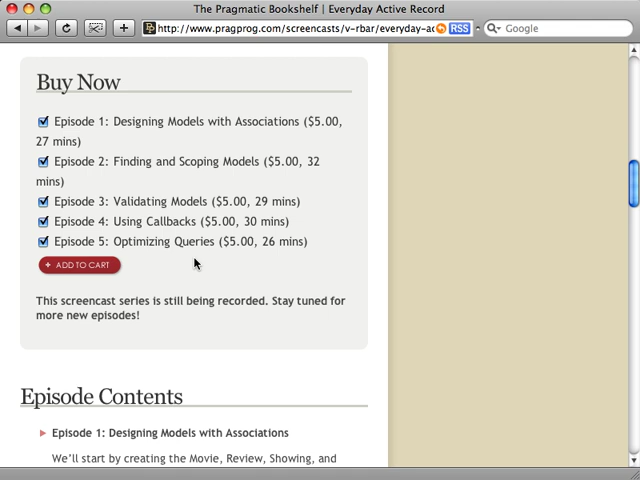 The Pragmatic Bookshelf | Everyday Active Record
http://www.pragprog.com/screencasts/v-rbar/everyday-ac
RSS
Google
Buy Now
Episode 1: Designing Models with Associations ($5.00,
27 mins)
Episode 2: Finding and Scoping Models ($5.00, 32
mins)
Episode 3: Validating Models ($5.00, 29 mins)
Episode 4: Using Callbacks ($5.00, 30 mins)
Episode 5: Optimizing Queries ($5.00, 26 mins)
+ ADD TO CART
This screencast series is still being recorded. Stay tuned for
more new episodes!
Episode Contents
Episode 1: Designing Models with Associations
We'll start by creating the Movie, Review, Showing, and